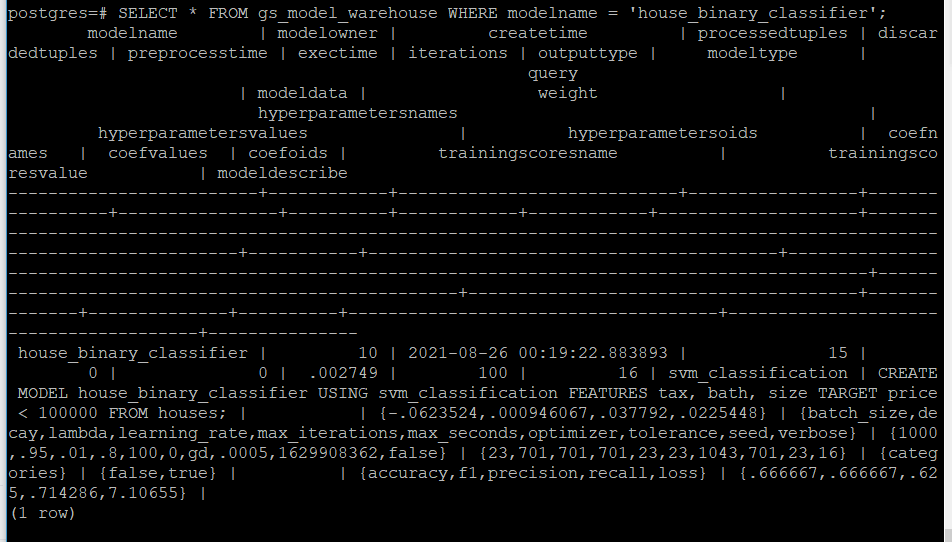 postgres=# SELECT * FROM gs_model_warehouse WHERE modelname = 'house_binary_classifier';
        modelname        | modelowner |         createtime         | processedtuples | discar
dedtuples | preprocesstime | exectime | iterations | outputtype |     modeltype      |
                                                    query
                       | modeldata |                 weight                  |
                         hyperparametersnames                                         |
         hyperparametersvalues               |          hyperparametersoids          |  coefn
ames   |  coefvalues  | coefoids |         trainingscoresname          |          trainingsco
resvalue           | modeldescribe
-------------------------+------------+----------------------------+-----------------+-------
----------+----------------+----------+------------+------------+--------------------+-------
---------------------------------------------------------------------------------------------
-----------------------+-----------+-----------------------------------------+---------------
--------------------------------------------------------------------------------------+------
---------------------------------------------+---------------------------------------+-------
-------+--------------+----------+-------------------------------------+---------------------
-------------------+---------------
 house_binary_classifier |         10 | 2021-08-26 00:19:22.883893 |              15 |
        0 |              0 |  .002749 |        100 |         16 | svm_classification | CREATE
 MODEL house_binary_classifier USING svm_classification FEATURES tax, bath, size TARGET price
 < 100000 FROM houses; |           | {-.0623524,.000946067,.037792,.0225448} | {batch_size,de
cay,lambda,learning_rate,max_iterations,max_seconds,optimizer,tolerance,seed,verbose} | {1000
,.95,.01,.8,100,0,gd,.0005,1629908362,false} | {23,701,701,701,23,23,1043,701,23,16} | {categ
ories} | {false,true} |          | {accuracy,f1,precision,recall,loss} | {.666667,.666667,.62
5,.714286,7.10655} |
(1 row)